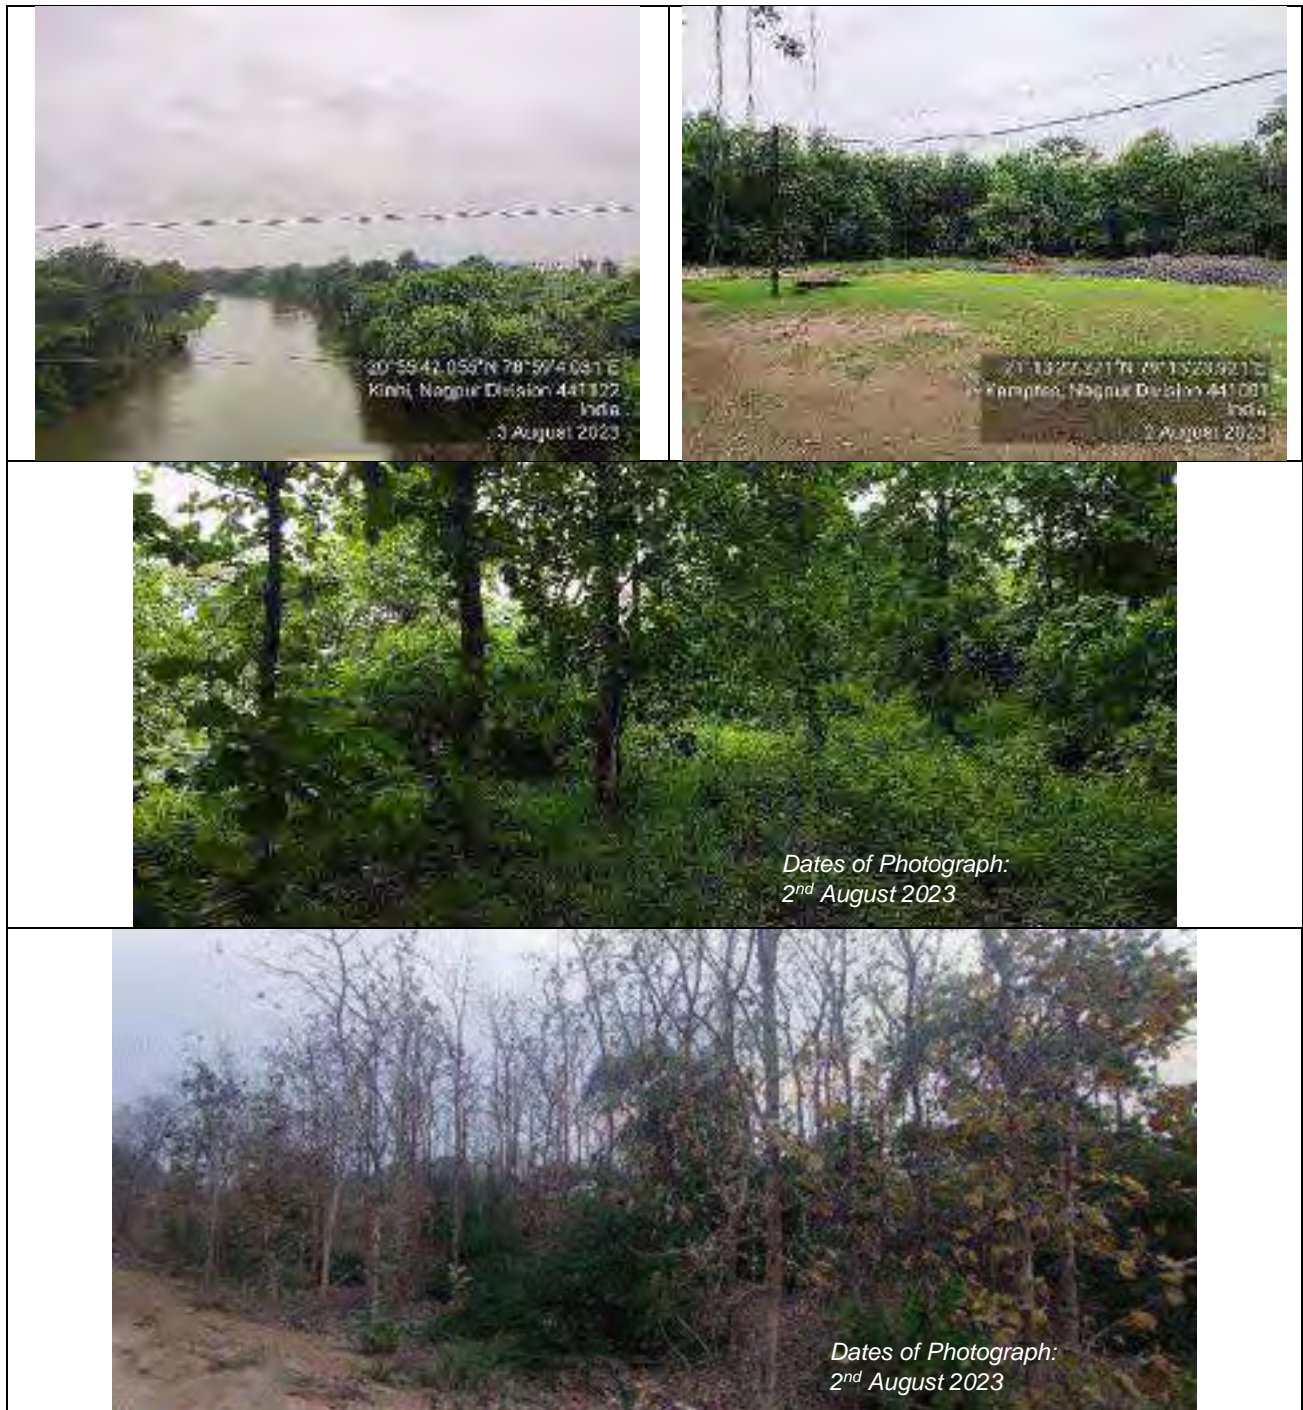 Kinhi, Nagpur Division 441122
India
3 August 2023
Kamptee, Nagpur Division 441001
India
2 August 2023
Dates of Photograph:
2nd August 2023
Dates of Photograph:
2nd August 2023